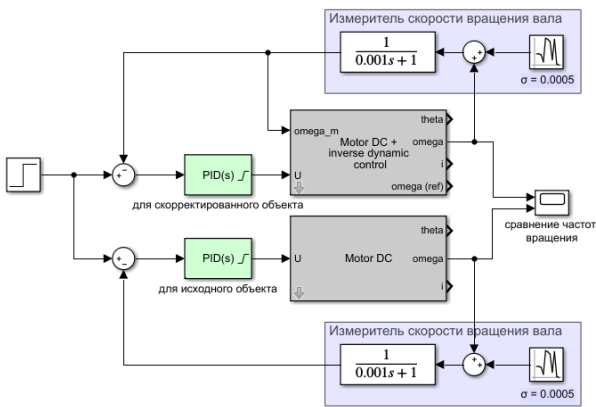 Измеритель скорости вращения вала
1
0.001s + 1
σ = 0.0005
omega_m
U
Motor DC +
inverse dynamic
control
theta
omega
i
omega (ref)
PID(s)
для скорректированного объекта
сравнение частот
вращения
PID(s)
для исходного объекта
U
Motor DC
theta
omega
i
Измеритель скорости вращения вала
1
0.001s + 1
σ = 0.0005